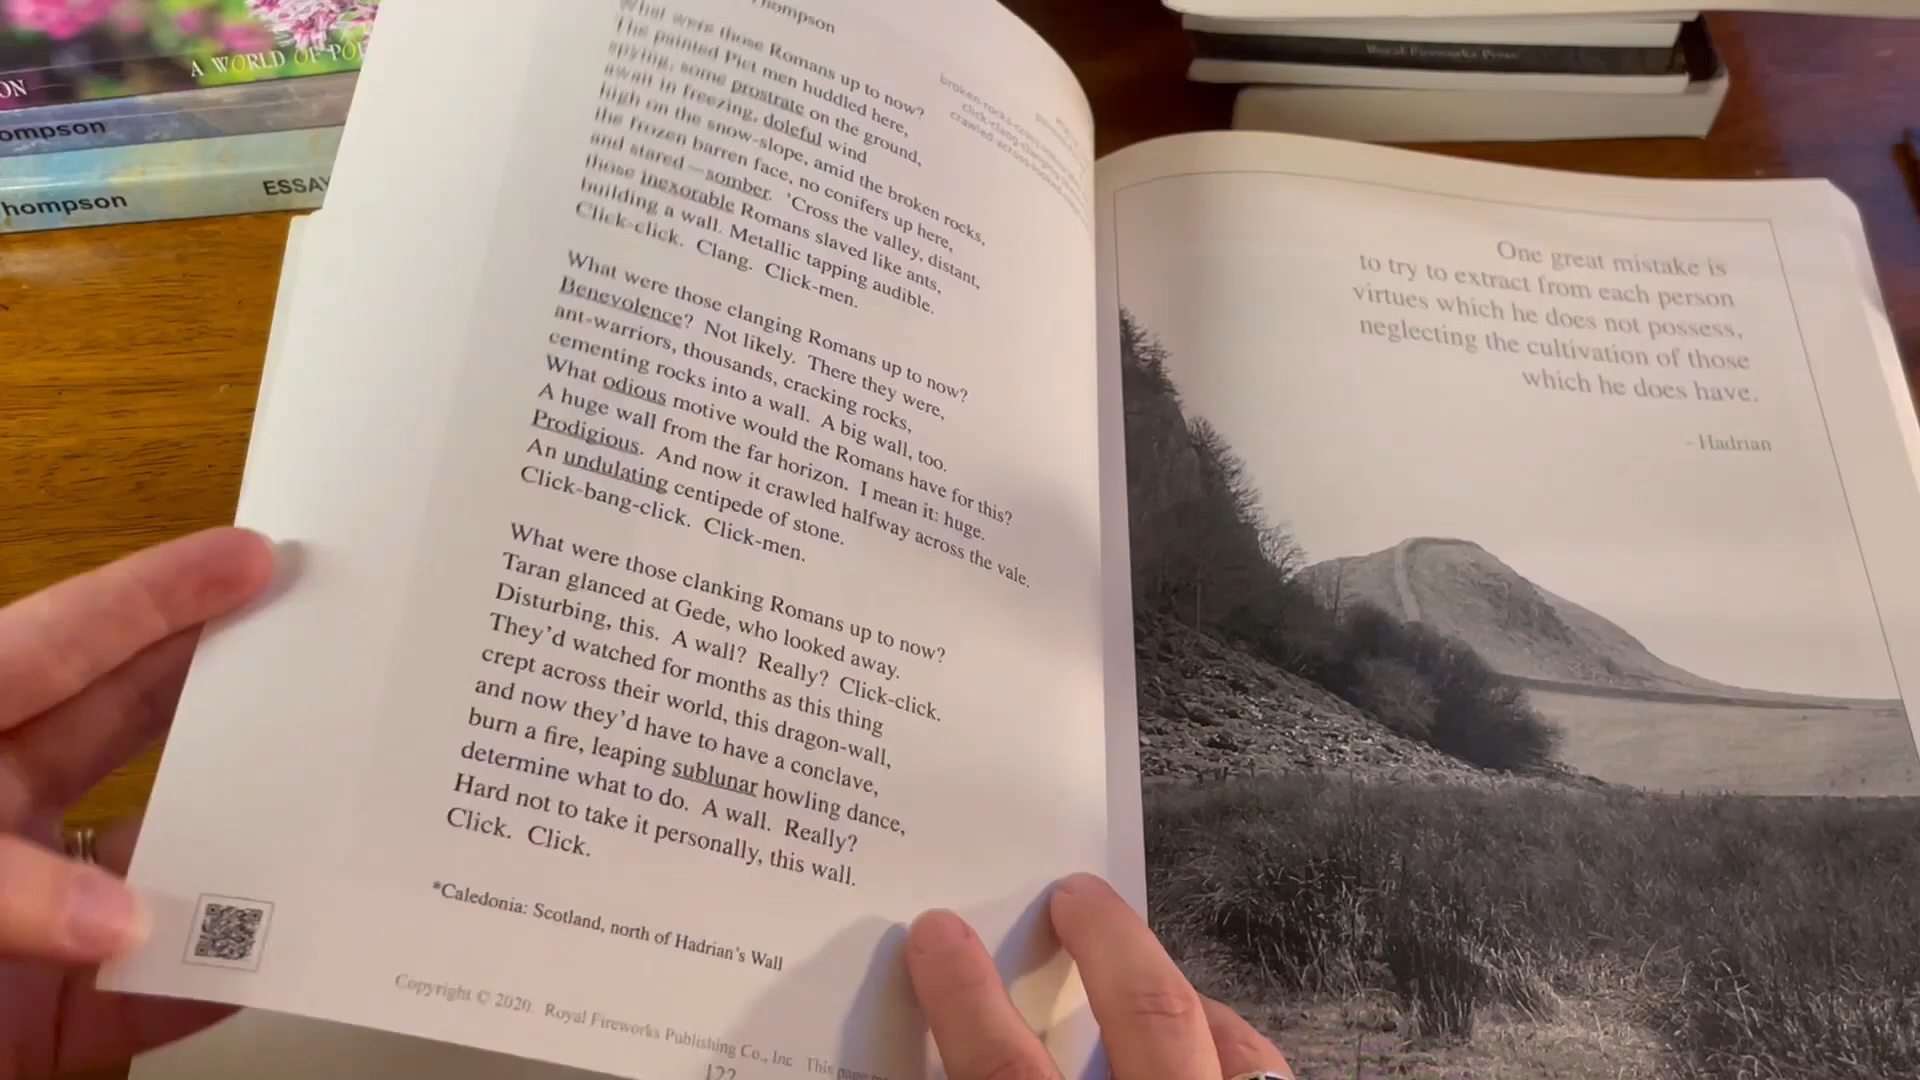 A WORLD OF PO
ON
ompson
hompson
ESSAY
Royal Fireworks Press
hompson
What were those Romans up to now?
The painted Pict men huddled here,
spying, some prostrate on the ground,
await in freezing, doleful wind
high on the snow-slope, amid the broken rocks,
the frozen barren face, no conifers up here,
and stared—somber. 'Cross the valley, distant,
those inexorable Romans slaved like ants,
building a wall. Metallic tapping audible.
Click-click. Clang. Click-men.
What were those clanging Romans up to now?
Benevolence? Not likely. There they were,
ant-warriors, thousands, cracking rocks,
cementing rocks into a wall. A big wall, too.
What odious motive would the Romans have for this?
A huge wall from the far horizon. I mean it: huge.
Prodigious. And now it crawled halfway across the vale.
An undulating centipede of stone.
Click-bang-click. Click-men.
What were those clanking Romans up to now?
Taran glanced at Gede, who looked away.
Disturbing, this. A wall? Really? Click-click.
They'd watched for months as this thing
crept across their world, this dragon-wall,
and now they'd have to have a conclave,
burn a fire, leaping sublunar howling dance,
determine what to do. A wall. Really?
Hard not to take it personally, this wall.
Click. Click.
*Caledonia: Scotland, north of Hadrian's Wall
Copyright © 2020. Royal Fireworks Publishing Co., Inc This page
122
One great mistake is
to try to extract from each person
virtues which he does not possess,
neglecting the cultivation of those
which he does have.
- Hadrian